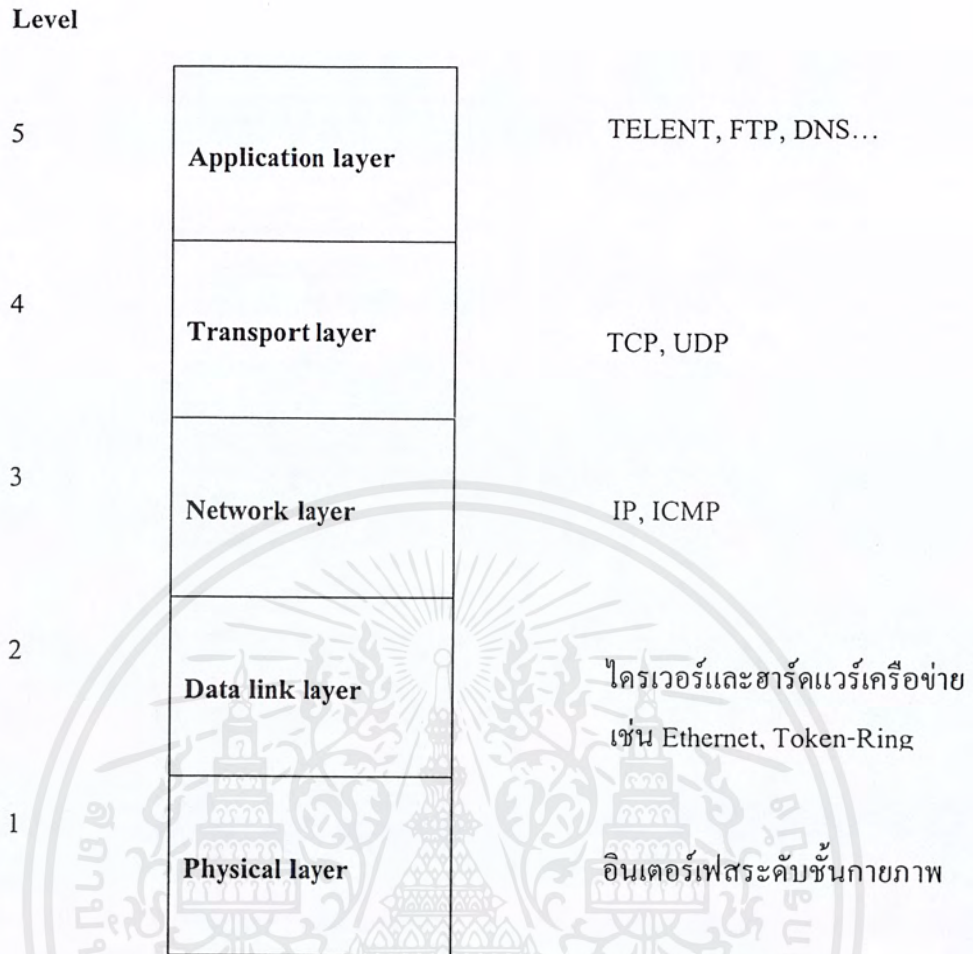 Level
5
Application layer
TELENT, FTP, DNS...
4
Transport layer
TCP, UDP
3
Network layer
IP, ICMP
2
Data link layer
ไดรเวอร์และฮาร์ดแวร์เครือข่าย
เช่น Ethernet, Token-Ring
1
Physical layer
อินเตอร์เฟสระดับชั้นกายภาพ